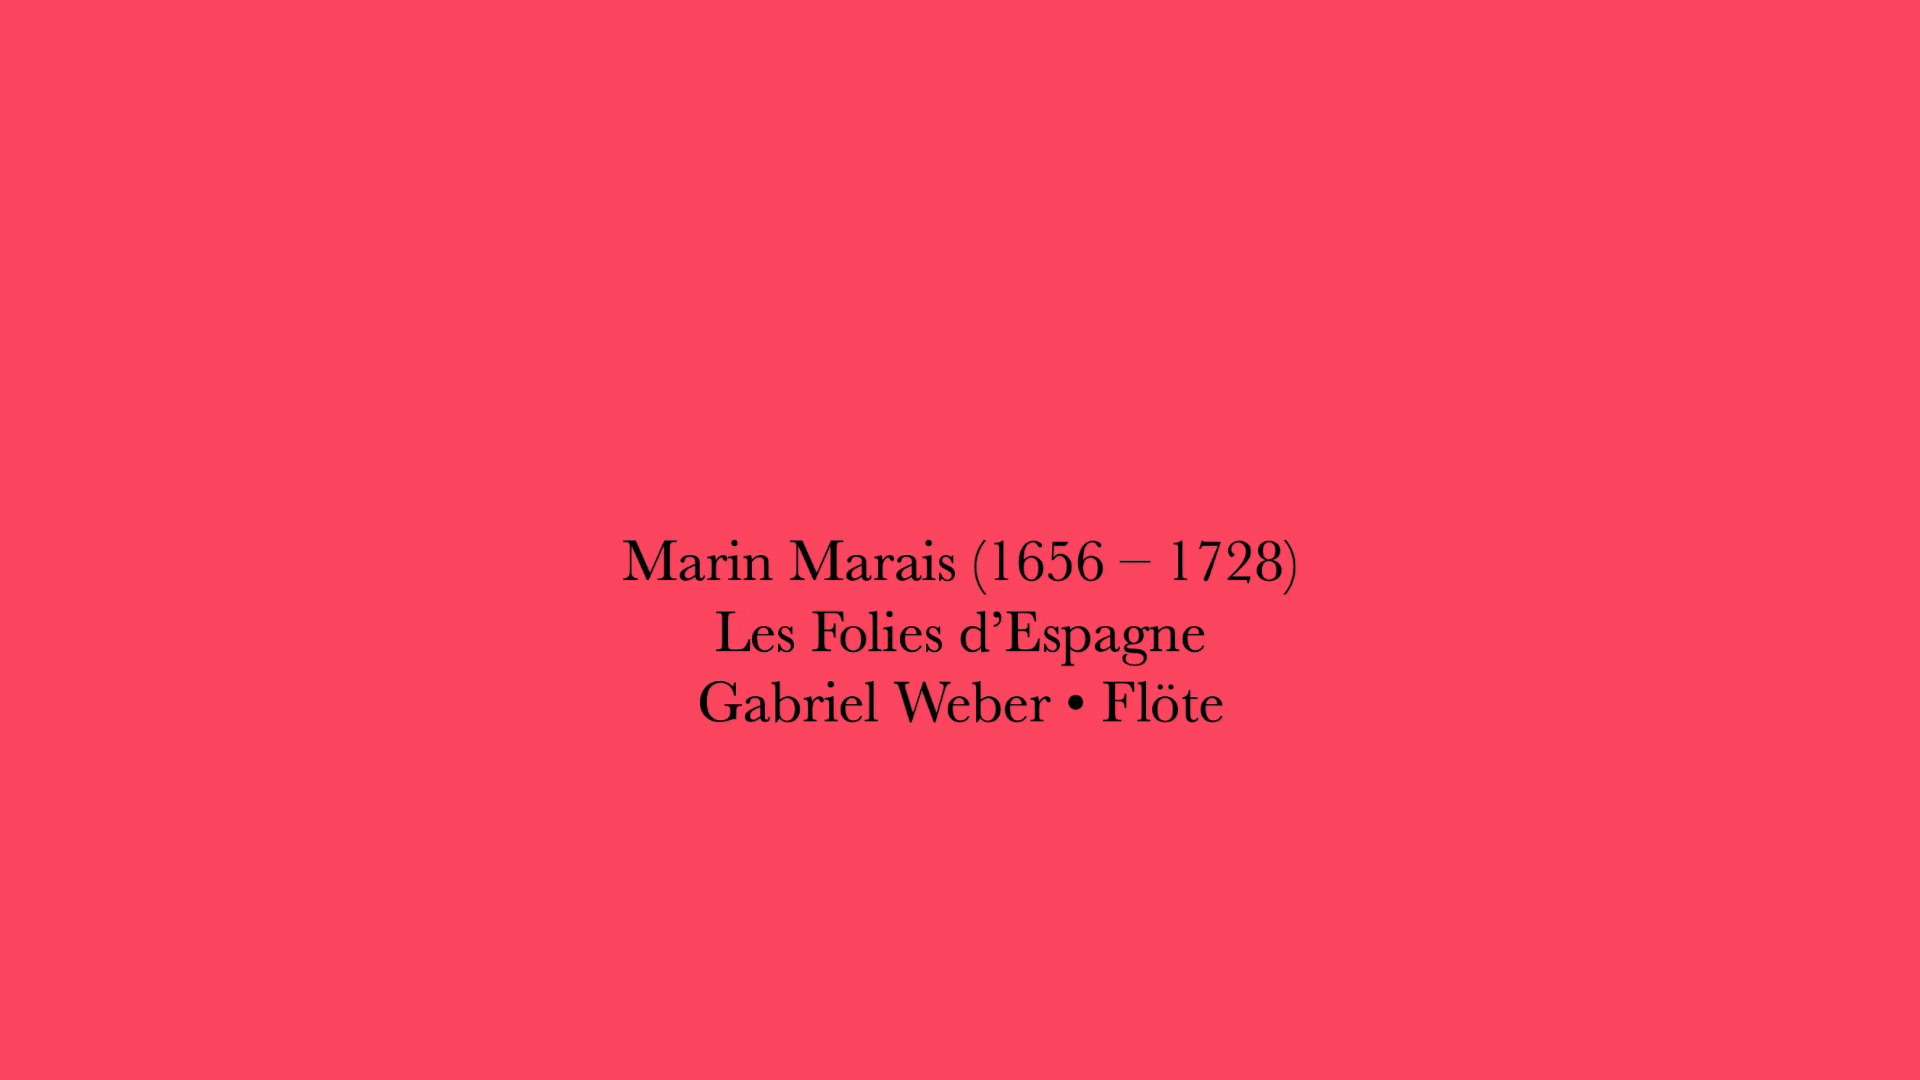 Marin Marais (1656 – 1728)
Les Folies d’Espagne
Gabriel Weber • Flöte